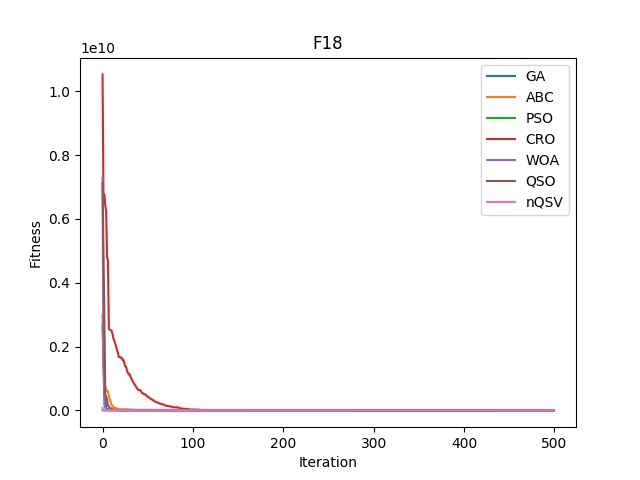 F18
1e10
1.0
0.8
0.6
0.4
0.2
0.0
Fitness
0
100
200
300
400
500
Iteration
GA
ABC
PSO
CRO
WOA
QSO
nQSV